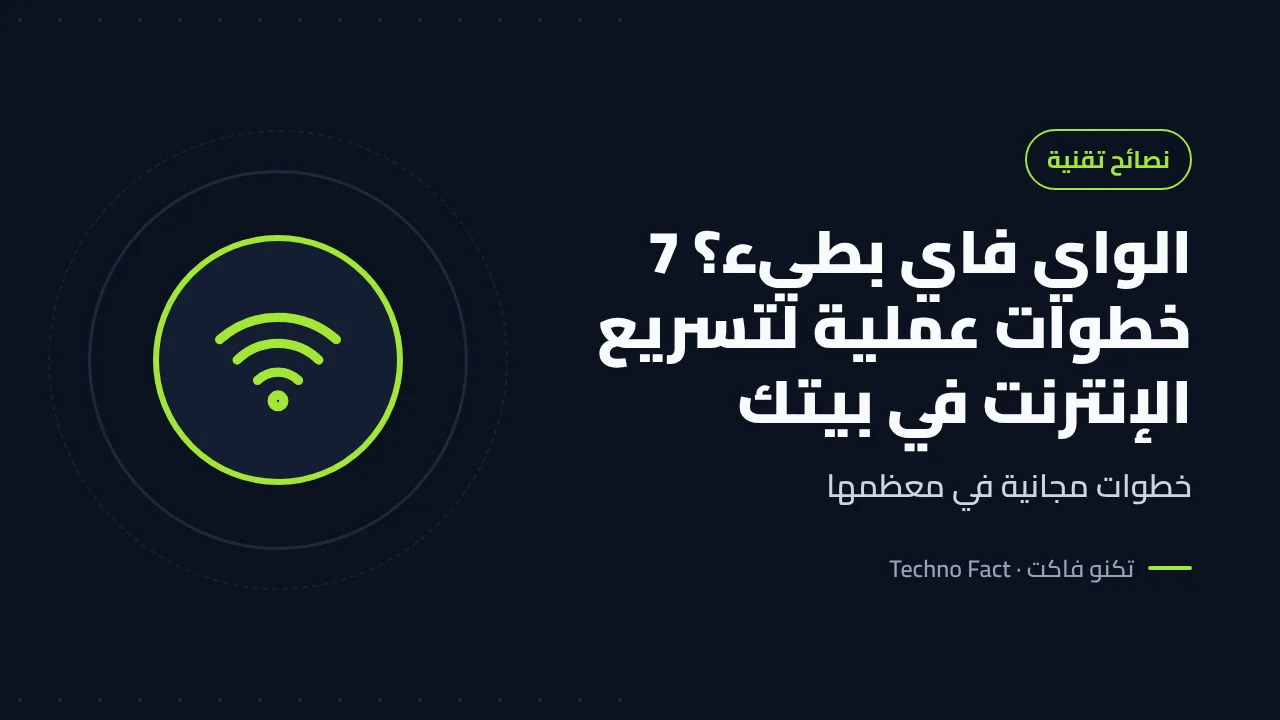 نصائح تقنية
الواي فاي بطيء؟ 7
خطوات عملية لتسريع
الإنترنت في بيتك
خطوات مجانية في معظمها
تكنو فاكت · Techno Fact